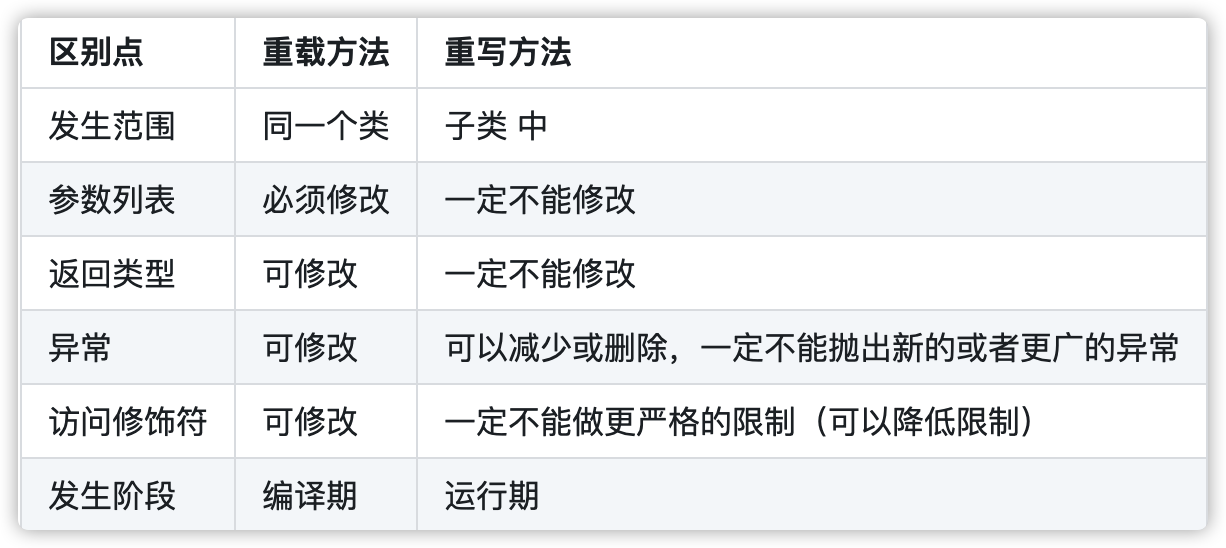 区别点 重载方法 重写方法
发生范围 同一个类 子类 中
参数列表 必须修改 一定不能修改
返回类型 可修改 一定不能修改
异常 可修改 可以减少或删除，一定不能抛出新的或者更广的异常
访问修饰符 可修改 一定不能做更严格的限制（可以降低限制）
发生阶段 编译期 运行期